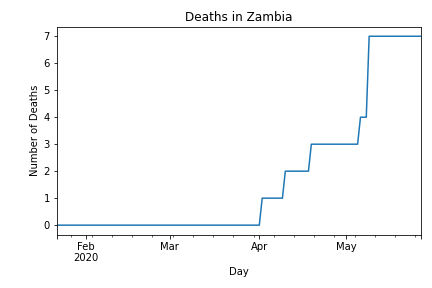 Deaths in Zambia
7
6
5
4
3
2
1
0
Number of Deaths
Feb
2020
Mar
Apr
May
Day